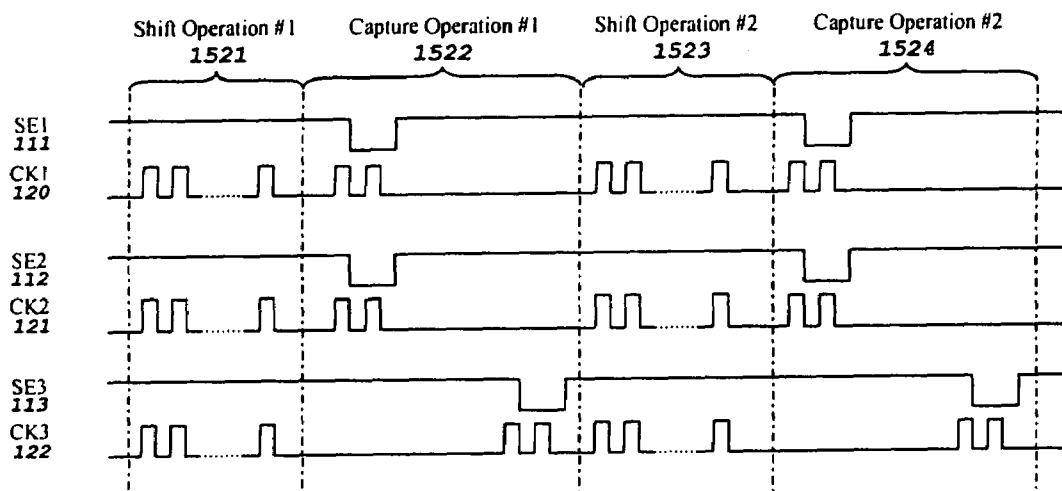 Shift Operation #1
1521
Capture Operation #1
1522
Shift Operation #2
1523
Capture Operation #2
1524
SE1
111
CK1
120
SE2
112
CK2
121
SE3
113
CK3
122